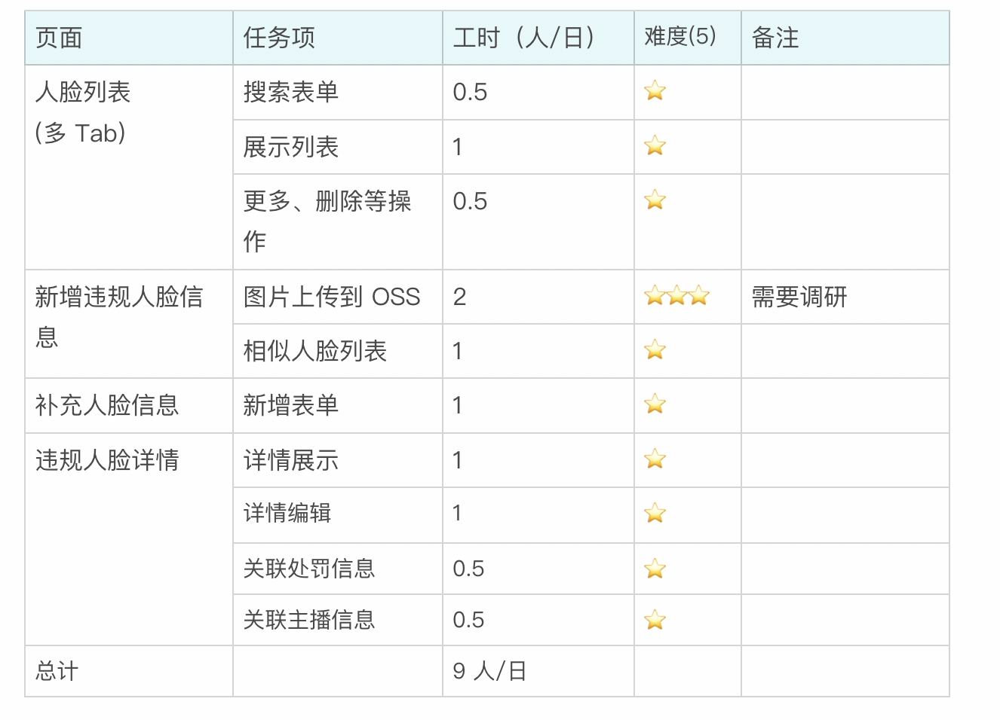 页面 任务项 工时（人/日） 难度(5) 备注
人脸列表 搜索表单 0.5 ⭐
(多 Tab)
展示列表 1 ⭐
更多、删除等操 0.5 ⭐
作
新增违规人脸信 图片上传到 OSS 2 ⭐⭐⭐ 需要调研
息
相似人脸列表 1 ⭐
补充人脸信息 新增表单 1 ⭐
违规人脸详情 详情展示 1 ⭐
详情编辑 1 ⭐
关联处罚信息 0.5 ⭐
关联主播信息 0.5 ⭐
总计 9 人/日